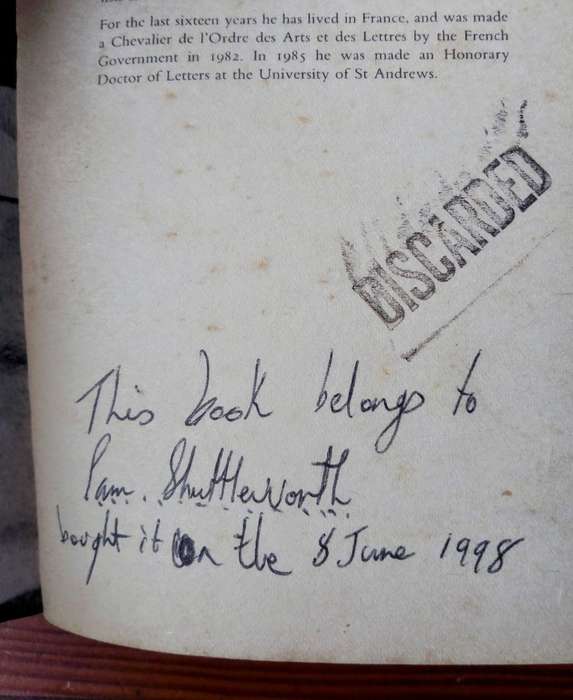 For the last sixteen years he has lived in France, and was made
a Chevalier de l'Ordre des Arts et des Lettres by the French
Government in 1982. In 1985 he was made an Honorary
Doctor of Letters at the University of St Andrews.
DISCARDED
This book belongs to
Pam. Shuttleworth
bought it on the 8 June 1998